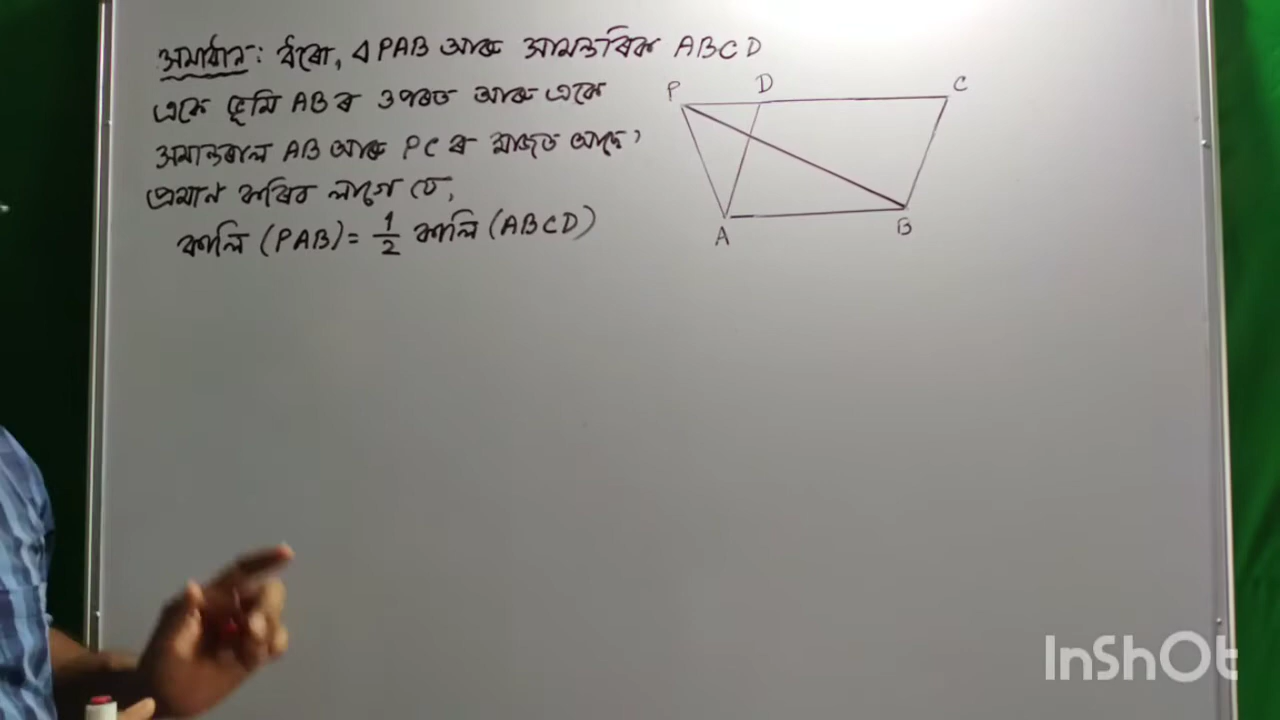 সমাধান: ধৰো, ∆PAB আৰু সামন্তৰিক ABCD
একে ভূমি AB ৰ ওপৰত আৰু একে
সমান্তৰাল AB আৰু PC ৰ মাজত আছে,
প্ৰমাণ কৰিব লাগে যে,
কালি (PAB) = 1/2 কালি (ABCD)
P D C
A B
InShOt